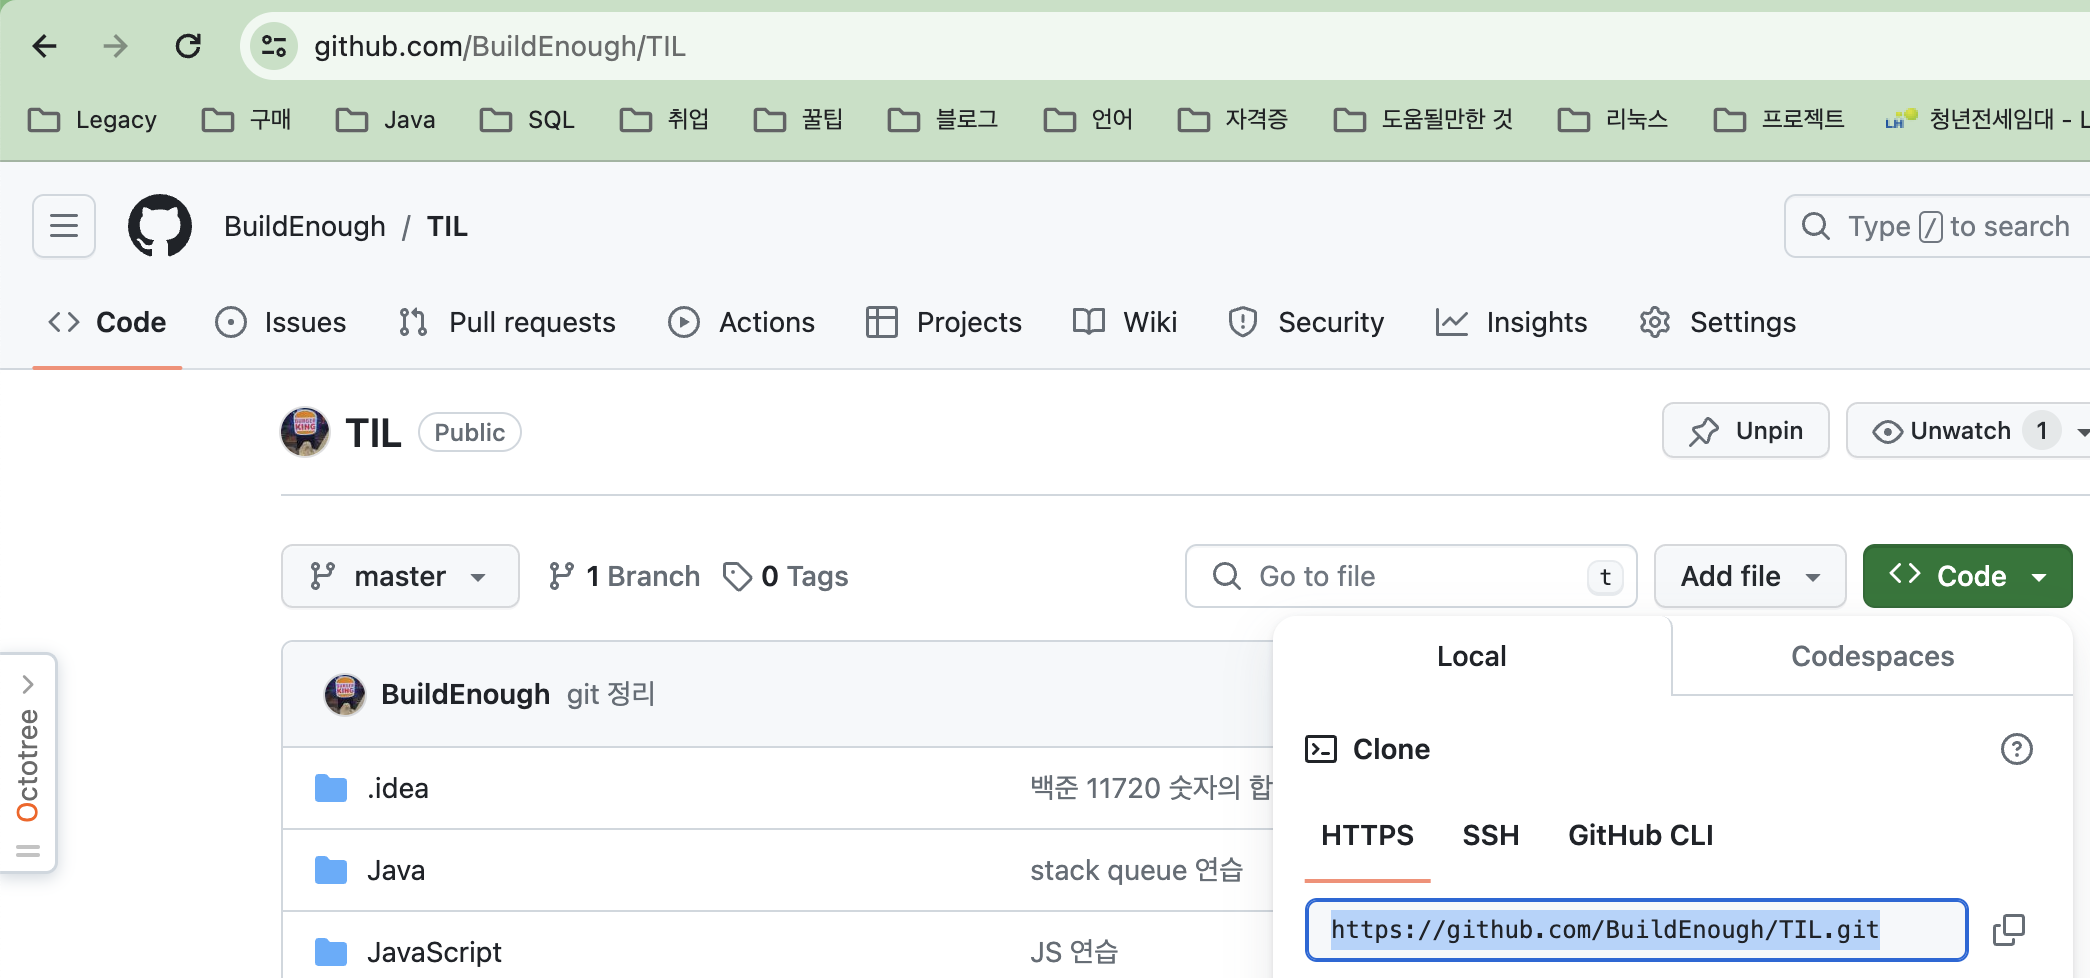 github.com/BuildEnough/TIL
Legacy 구매 Java SQL 취업 꿀팁 블로그 언어 자격증 도움될만한 것 리눅스 프로젝트 LH 청년전세임대 - L
BuildEnough / TIL
Type / to search
Code Issues Pull requests Actions Projects Wiki Security Insights Settings
TIL Public
Unpin Unwatch 1
master 1 Branch 0 Tags
Go to file t
Add file Code
Local Codespaces
BuildEnough git 정리
Clone
.idea 백준 11720 숫자의 합
HTTPS SSH GitHub CLI
Java stack queue 연습
https://github.com/BuildEnough/TIL.git
JavaScript JS 연습
Octotree